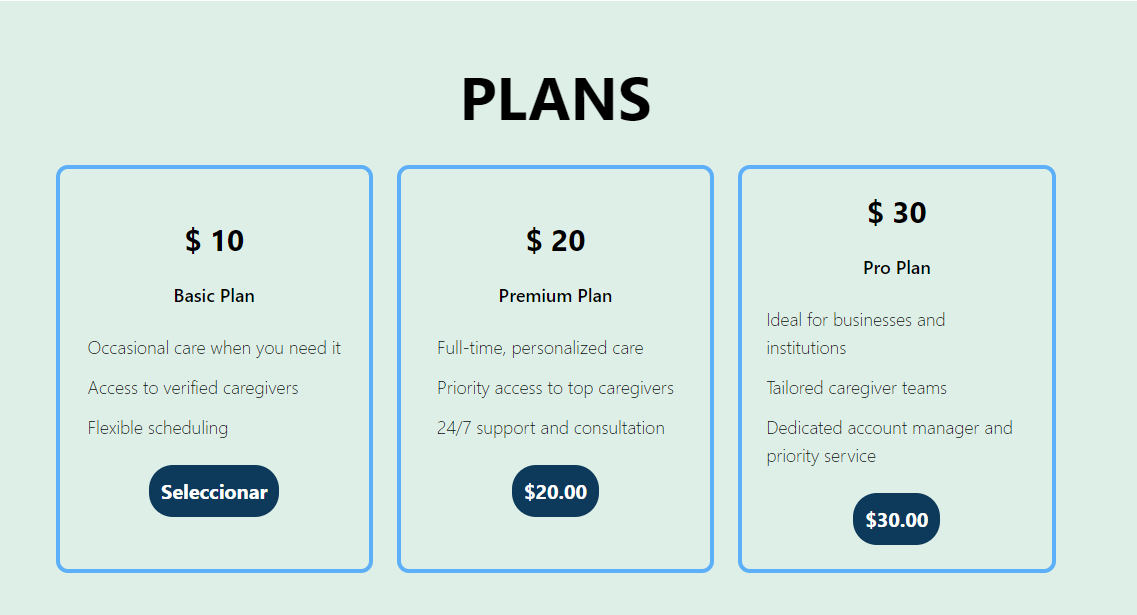 PLANS
$ 10
Basic Plan
Occasional care when you need it
Access to verified caregivers
Flexible scheduling
Seleccionar
$ 20
Premium Plan
Full-time, personalized care
Priority access to top caregivers
24/7 support and consultation
$20.00
$ 30
Pro Plan
Ideal for businesses and
institutions
Tailored caregiver teams
Dedicated account manager and
priority service
$30.00